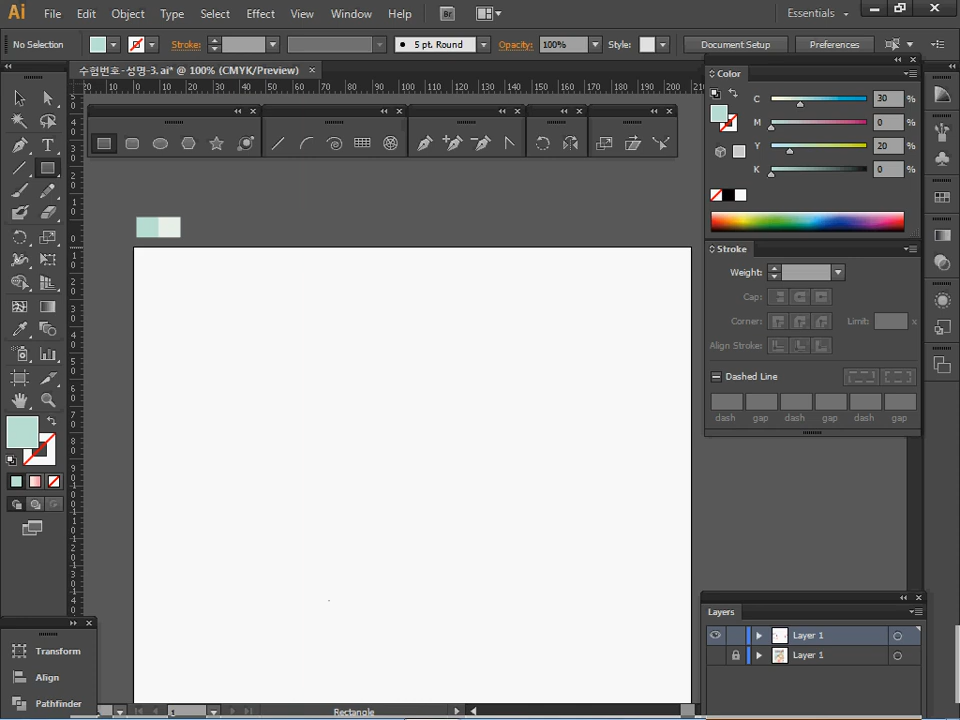 Ai File Edit Object Type Select Effect View Window Help Br Essentials
No Selection Stroke: 5 pt. Round Opacity: 100% Style: Document Setup Preferences
수험번호-성명-3.ai* @ 100% (CMYK/Preview)
Color
C 30 %
M 0 %
Y 20 %
K 0 %
Stroke
Weight:
Cap:
Corner: Limit: x
Align Stroke:
Dashed Line
dash gap dash gap dash gap
Layers
Layer 1
Layer 1
Transform
Align
Pathfinder
1 Rectangle